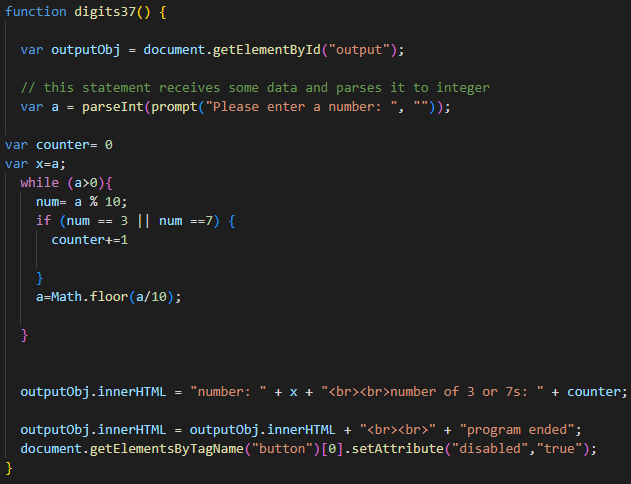 function digits37() {
var outputObj = document.getElementById("output");
// this statement receives some data and parses it to integer
var a = parseInt(prompt("Please enter a number: ", ""));
var counter= 0
var x=a;
while (a>0){
num= a % 10;
if (num == 3 || num ==7) {
counter+=1
}
a=Math.floor(a/10);
}
outputObj.innerHTML = "number: " + x + "<br><br>number of 3 or 7s: " + counter;
outputObj.innerHTML = outputObj.innerHTML + "<br><br>" + "program ended";
document.getElementsByTagName("button")[0].setAttribute("disabled","true");
}